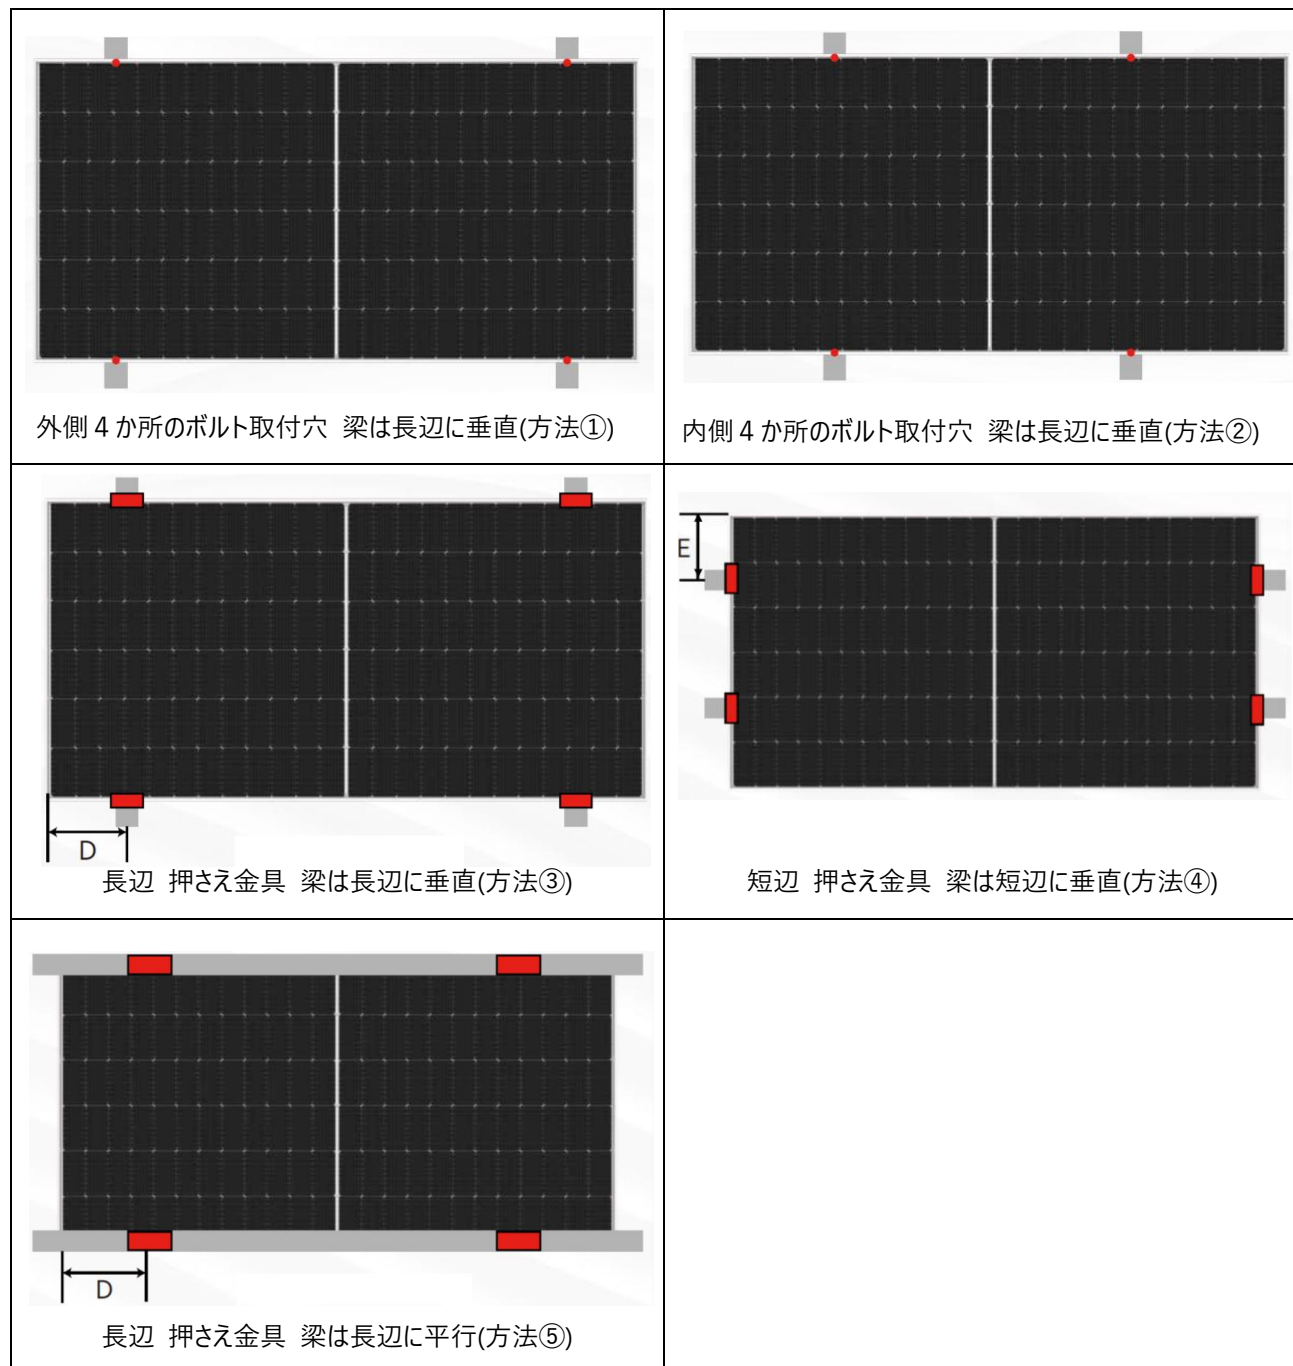 外側４か所のボルト取付穴 梁は長辺に垂直(方法①)
内側４か所のボルト取付穴 梁は長辺に垂直(方法②)
D
長辺 押さえ金具 梁は長辺に垂直(方法③)
E
短辺 押さえ金具 梁は短辺に垂直(方法④)
D
長辺 押さえ金具 梁は長辺に平行(方法⑤)